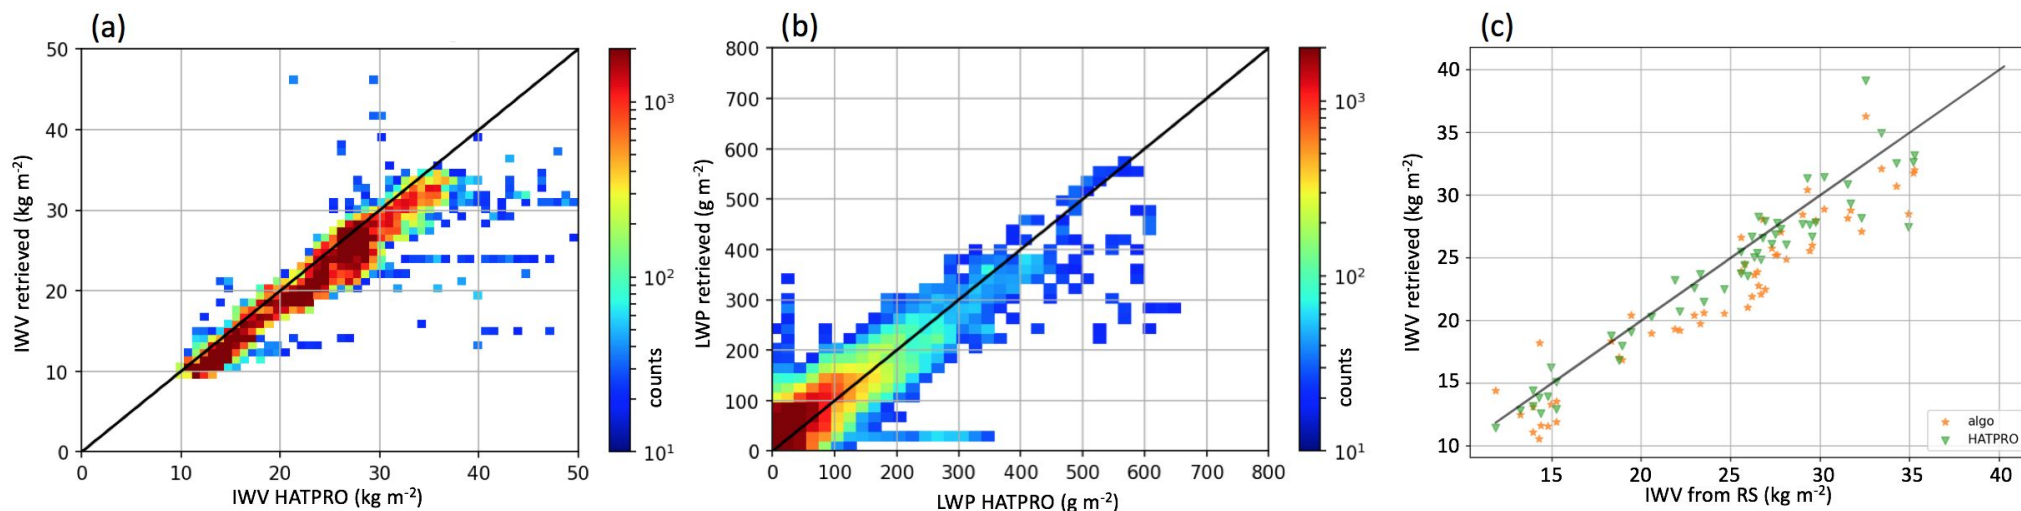 (a)
50
40
30
20
10
0
IWV retrieved (kg m-2)
0 10 20 30 40 50
IWV HATPRO (kg m-2)
10³
10²
10¹
counts
(b)
800
700
600
500
400
300
200
100
0
LWP retrieved (g m-2)
0 100 200 300 400 500 600 700 800
LWP HATPRO (g m-2)
10³
10²
10¹
counts
(c)
40
35
30
25
20
15
10
IWV retrieved (kg m-2)
15 20 25 30 35 40
IWV from RS (kg m-2)
algo
HATPRO